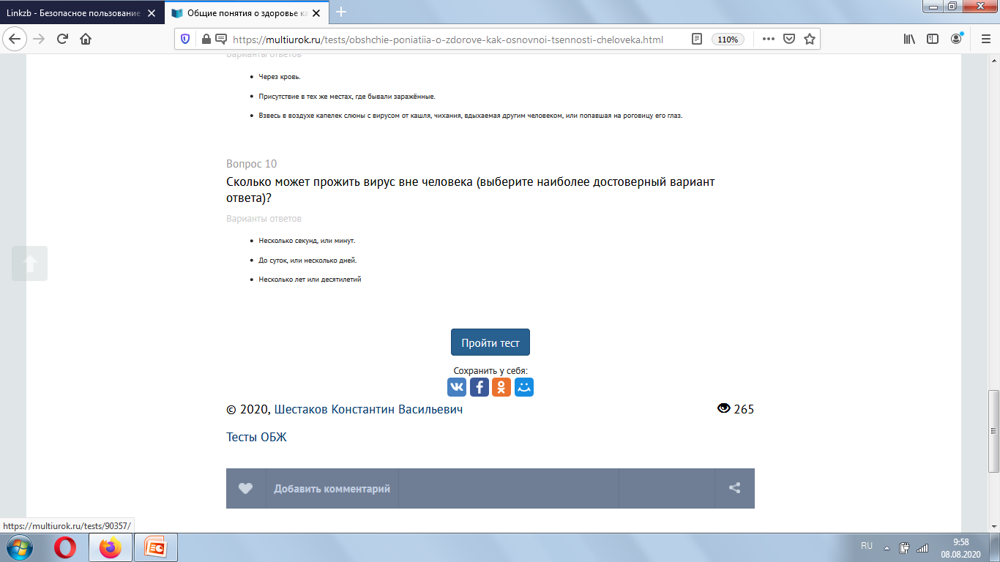 Linkzb - Безопасное пользование
Общие понятия о здоровье ка
https://multiurok.ru/tests/obshchie-poniatiia-o-zdorove-kak-osnovnoi-tsennosti-cheloveka.html
110%
Варианты ответов
Через кровь.
Присутствие в тех же местах, где бывали заражённые.
Взвесь в воздухе капелек слюны с вирусом от кашля, чихания, вдыхаемая другим человеком, или попавшая на роговицу его глаз.
Вопрос 10
Сколько может прожить вирус вне человека (выберите наиболее достоверный вариант
ответа)?
Варианты ответов
Несколько секунд, или минут.
До суток, или несколько дней.
Несколько лет или десятилетий
Пройти тест
Сохранить у себя:
© 2020, Шестаков Константин Васильевич
265
Тесты ОБЖ
Добавить комментарий
https://multiurok.ru/tests/90357/
RU
9:58
08.08.2020